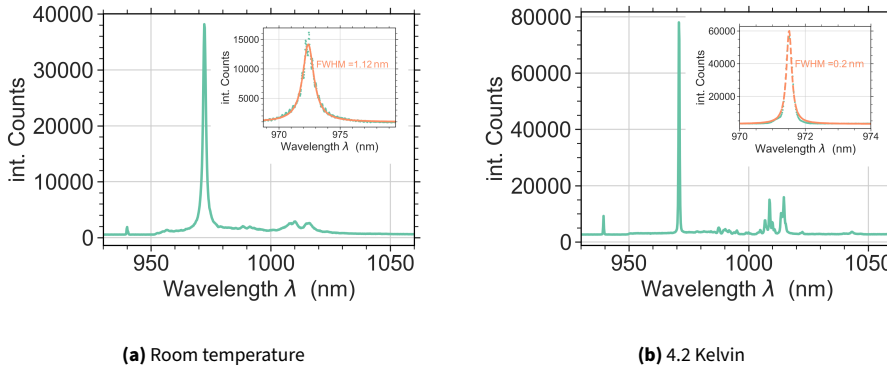 40000
30000
20000
10000
0
int. Counts
950
1000
1050
Wavelength λ (nm)
15000
10000
5000
int. Counts
FWHM =1.12 nm
970
975
Wavelength λ (nm)
(a) Room temperature
80000
60000
40000
20000
0
int. Counts
950
1000
1050
Wavelength λ (nm)
60000
40000
20000
int. Counts
FWHM =0.2 nm
970
972
974
Wavelength λ (nm)
(b) 4.2 Kelvin